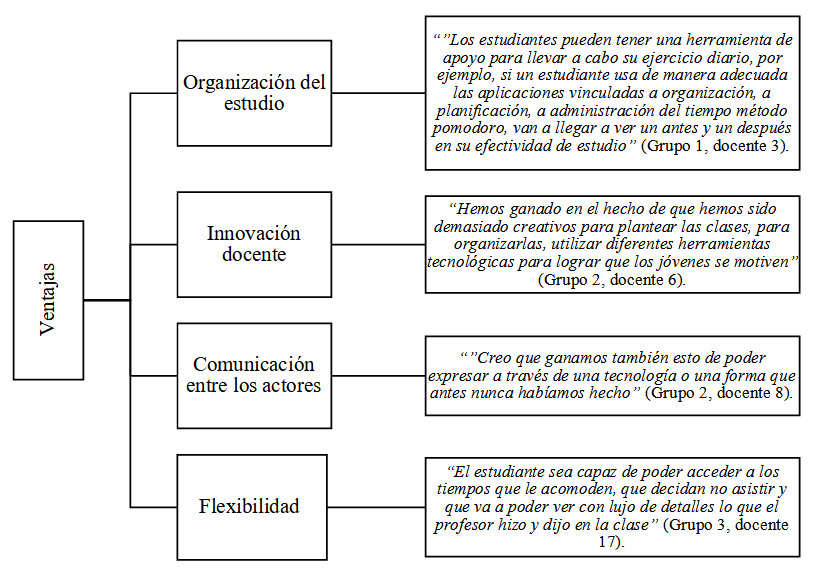 Ventajas
Organización del
estudio
“”Los estudiantes pueden tener una herramienta de
apoyo para llevar a cabo su ejercicio diario, por
ejemplo, si un estudiante usa de manera adecuada
las aplicaciones vinculadas a organización, a
planificación, a administración del tiempo método
pomodoro, van a llegar a ver un antes y un después
en su efectividad de estudio” (Grupo 1, docente 3).
Innovación
docente
“Hemos ganado en el hecho de que hemos sido
demasiado creativos para plantear las clases, para
organizarlas, utilizar diferentes herramientas
tecnológicas para lograr que los jóvenes se motiven”
(Grupo 2, docente 6).
Comunicación
entre los actores
“”Creo que ganamos también esto de poder
expresar a través de una tecnología o una forma que
antes nunca habíamos hecho” (Grupo 2, docente 8).
Flexibilidad
“El estudiante sea capaz de poder acceder a los
tiempos que le acomoden, que decidan no asistir y
que va a poder ver con lujo de detalles lo que el
profesor hizo y dijo en la clase” (Grupo 3, docente
17).